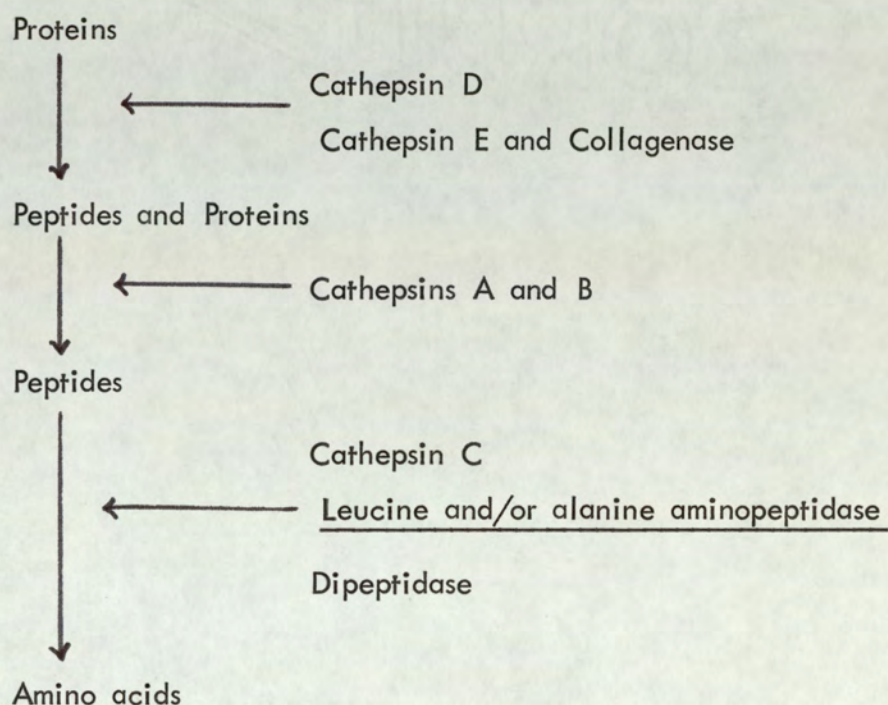 Proteins
Cathepsin D
Cathepsin E and Collagenase
Peptides and Proteins
Cathepsins A and B
Peptides
Cathepsin C
Leucine and/or alanine aminopeptidase
Dipeptidase
Amino acids